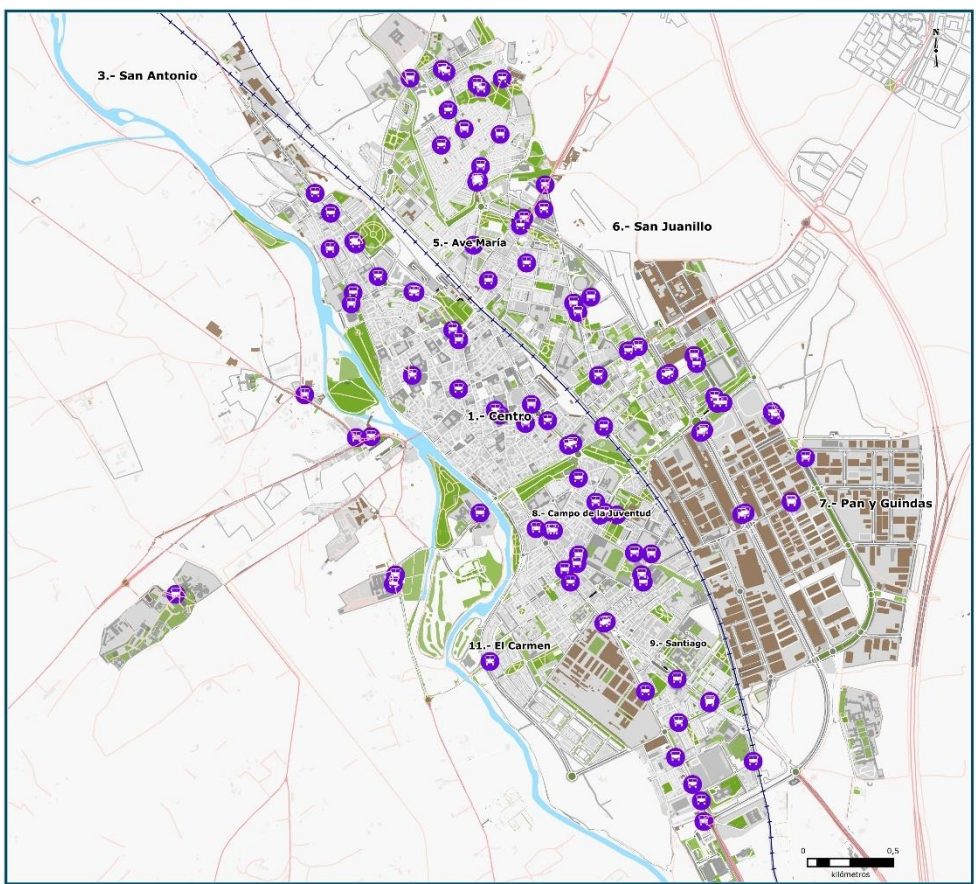 N
3.- San Antonio
6.- San Juanillo
5.- Ave María
1.- Centro
7.- Pan y Guindas
8.- Campo de la Juventud
11.- El Carmen
9.- Santiago
0 0,5
kilómetros